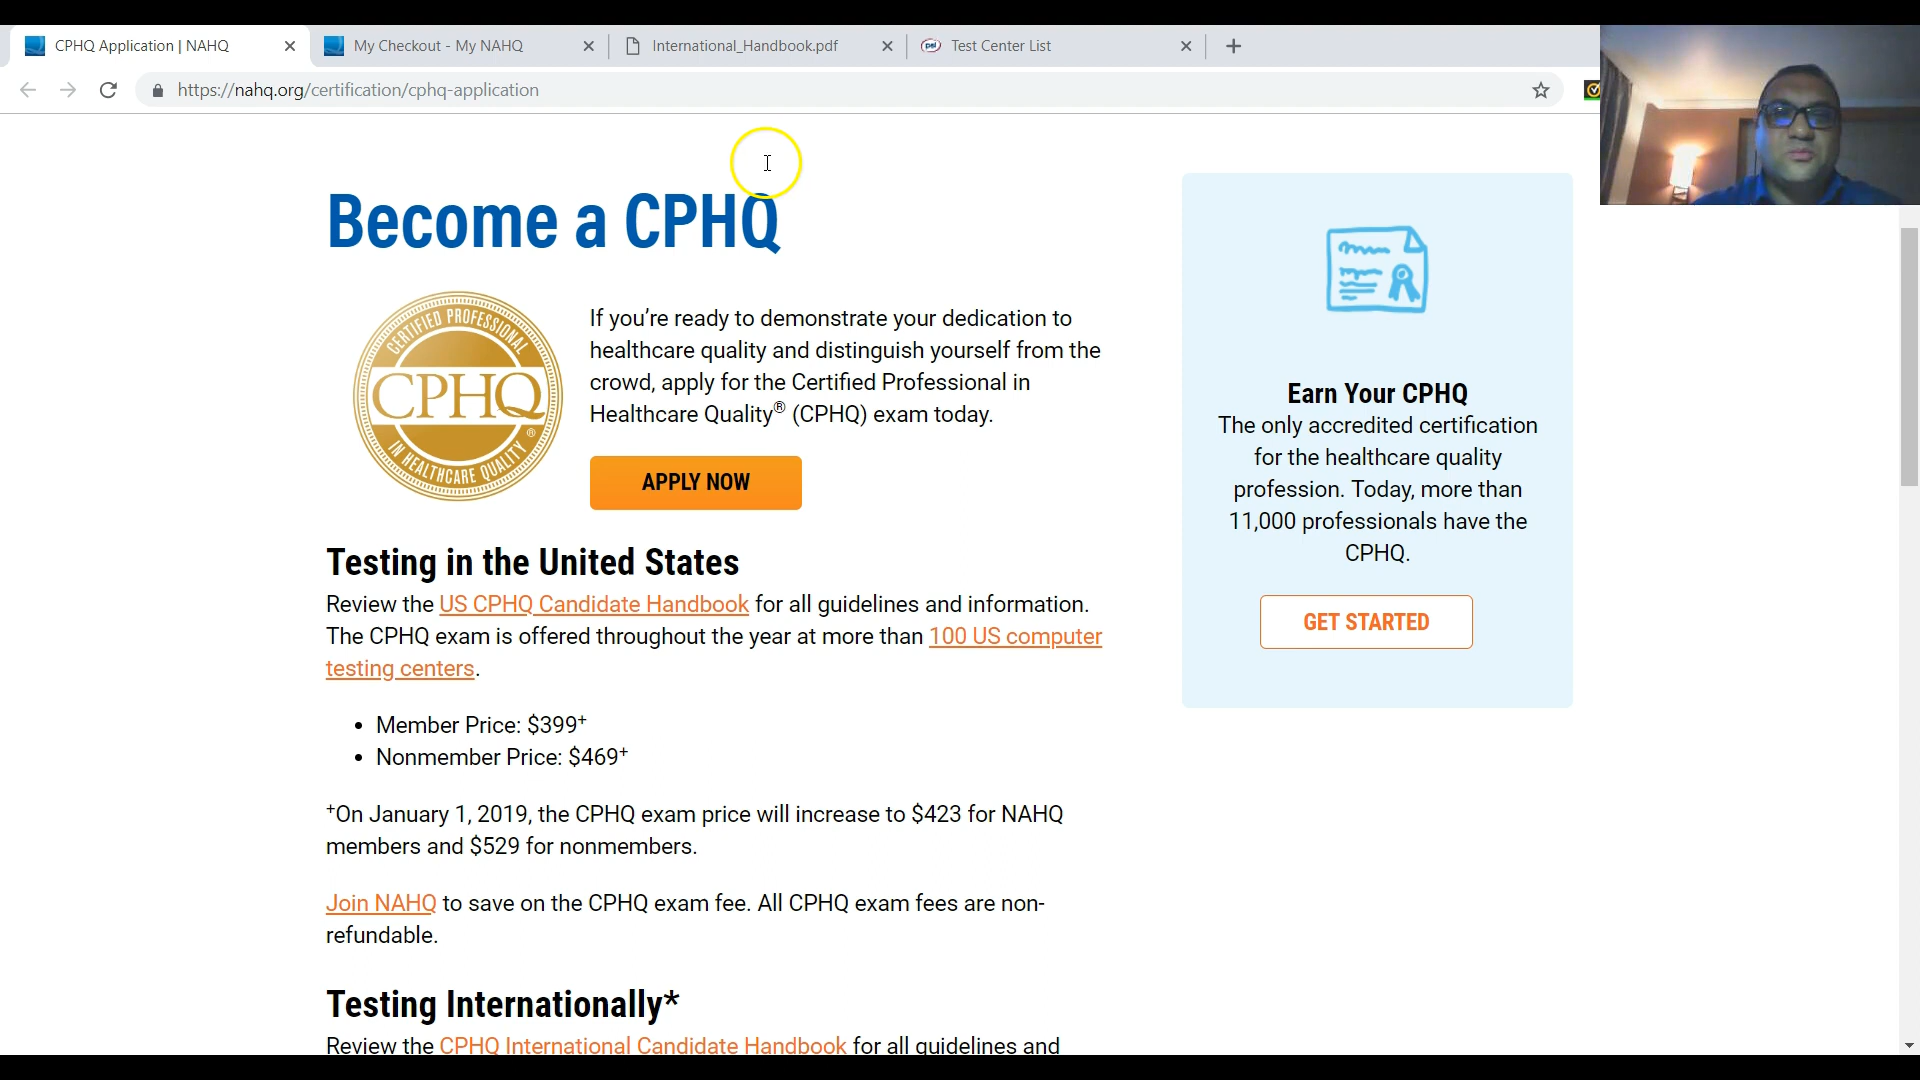 CPHQ Application | NAHQ
My Checkout - My NAHQ
International_Handbook.pdf
psi Test Center List
https://nahq.org/certification/cphq-application
Become a CPHQ
CERTIFIED PROFESSIONAL
CPHQ
IN HEALTHCARE QUALITY
®
If you're ready to demonstrate your dedication to
healthcare quality and distinguish yourself from the
crowd, apply for the Certified Professional in
Healthcare Quality® (CPHQ) exam today.
APPLY NOW
Testing in the United States
Review the US CPHQ Candidate Handbook for all guidelines and information.
The CPHQ exam is offered throughout the year at more than 100 US computer
testing centers.
• Member Price: $399+
• Nonmember Price: $469+
+On January 1, 2019, the CPHQ exam price will increase to $423 for NAHQ
members and $529 for nonmembers.
Join NAHQ to save on the CPHQ exam fee. All CPHQ exam fees are non-
refundable.
Testing Internationally*
Review the CPHQ International Candidate Handbook for all guidelines and
Earn Your CPHQ
The only accredited certification
for the healthcare quality
profession. Today, more than
11,000 professionals have the
CPHQ.
GET STARTED